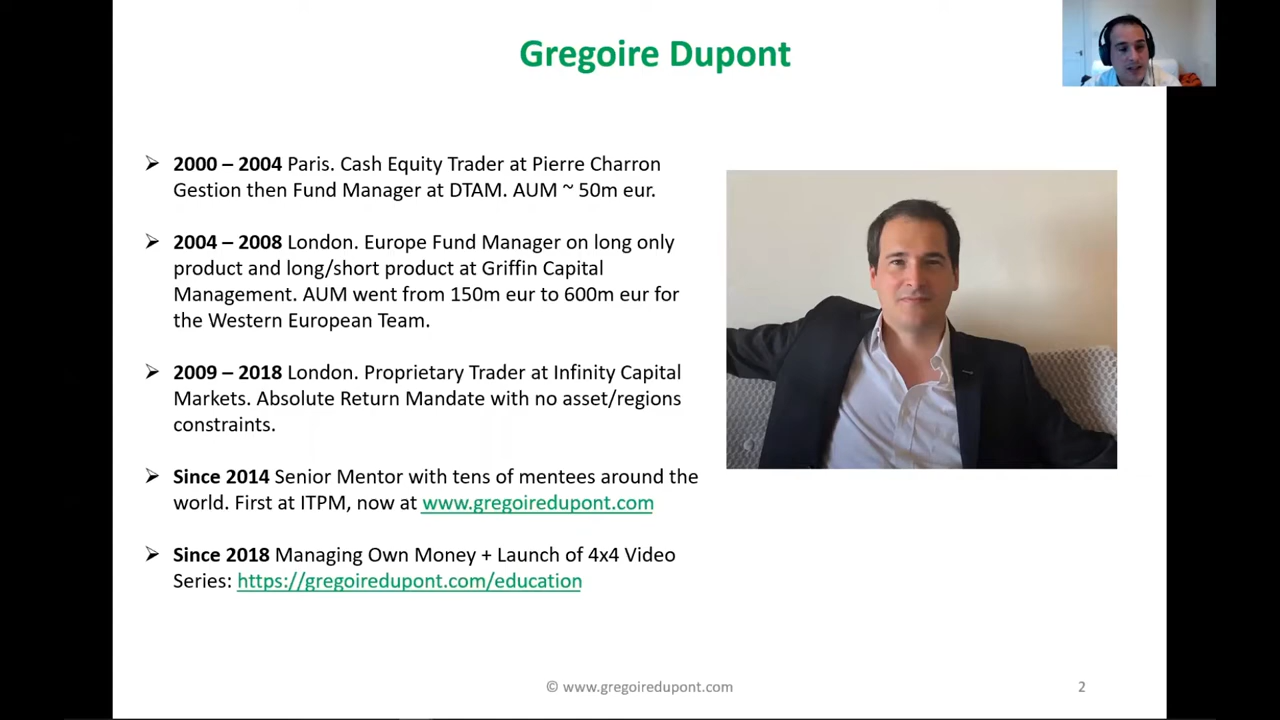 Gregoire Dupont
➢ 2000 – 2004 Paris. Cash Equity Trader at Pierre Charron
Gestion then Fund Manager at DTAM. AUM ~ 50m eur.
➢ 2004 – 2008 London. Europe Fund Manager on long only
product and long/short product at Griffin Capital
Management. AUM went from 150m eur to 600m eur for
the Western European Team.
➢ 2009 – 2018 London. Proprietary Trader at Infinity Capital
Markets. Absolute Return Mandate with no asset/regions
constraints.
➢ Since 2014 Senior Mentor with tens of mentees around the
world. First at ITPM, now at www.gregoiredupont.com
➢ Since 2018 Managing Own Money + Launch of 4x4 Video
Series: https://gregoiredupont.com/education
© www.gregoiredupont.com
2